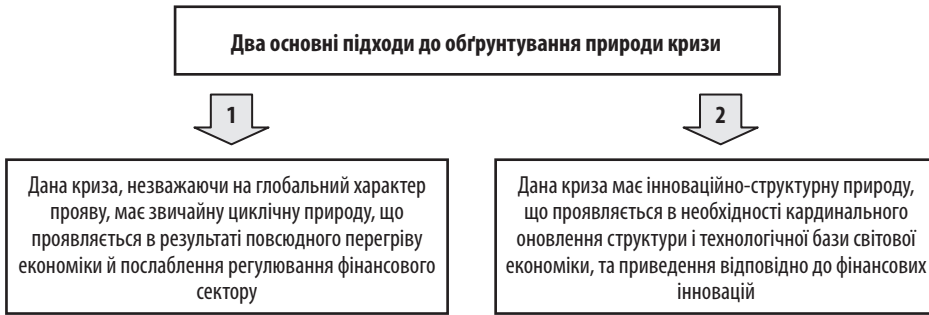 Два основні підходи до обґрунтування природи кризи
1
2
Дана криза, незважаючи на глобальний характер
прояву, має звичайну циклічну природу, що
проявляється в результаті повсюдного перегріву
економіки й послаблення регулювання фінансового
сектору
Дана криза має інноваційно-структурну природу,
що проявляється в необхідності кардинального
оновлення структури і технологічної бази світової
економіки, та приведення відповідно до фінансових
інновацій